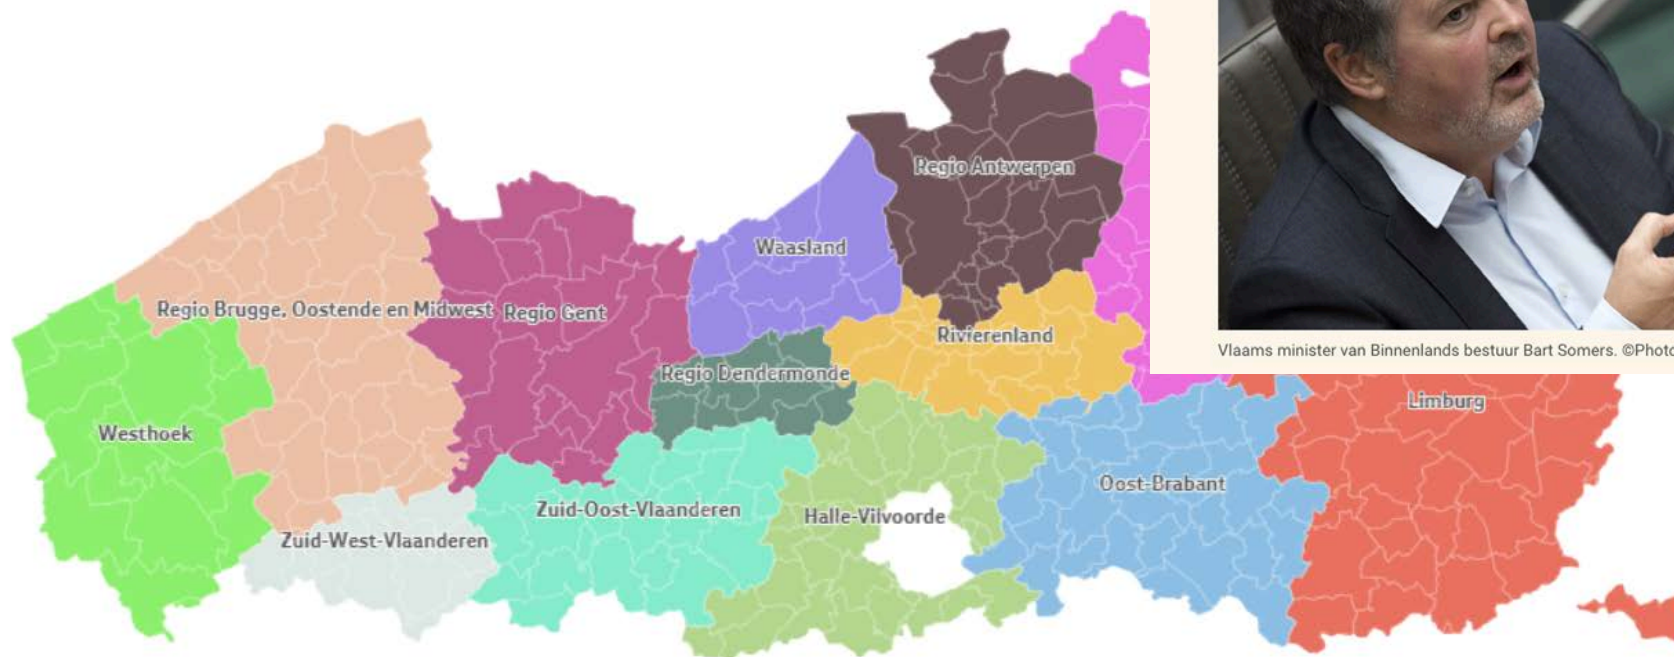 Regio Antwerpen
Waasland
Regio Brugge, Oostende en Midwest
Regio Gent
Rivierenland
Vlaams minister van Binnenlands bestuur Bart Somers. ©Photo
Regio Dendermonde
Limburg
Westhoek
Oost-Brabant
Zuid-Oost-Vlaanderen
Halle-Vilvoorde
Zuid-West-Vlaanderen